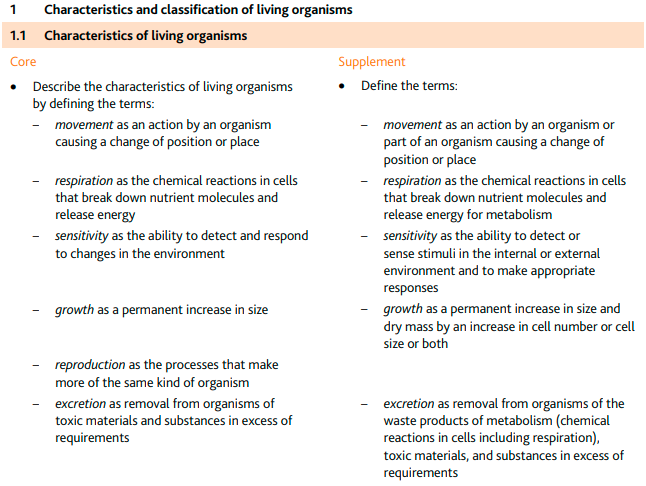 1 Characteristics and classification of living organisms
1.1 Characteristics of living organisms
Core
• Describe the characteristics of living organisms
by defining the terms:
– movement as an action by an organism
causing a change of position or place
– respiration as the chemical reactions in cells
that break down nutrient molecules and
release energy
– sensitivity as the ability to detect and respond
to changes in the environment
– growth as a permanent increase in size
– reproduction as the processes that make
more of the same kind of organism
– excretion as removal from organisms of
toxic materials and substances in excess of
requirements
Supplement
• Define the terms:
– movement as an action by an organism or
part of an organism causing a change of
position or place
– respiration as the chemical reactions in cells
that break down nutrient molecules and
release energy for metabolism
– sensitivity as the ability to detect or
sense stimuli in the internal or external
environment and to make appropriate
responses
– growth as a permanent increase in size and
dry mass by an increase in cell number or cell
size or both
– excretion as removal from organisms of the
waste products of metabolism (chemical
reactions in cells including respiration),
toxic materials, and substances in excess of
requirements